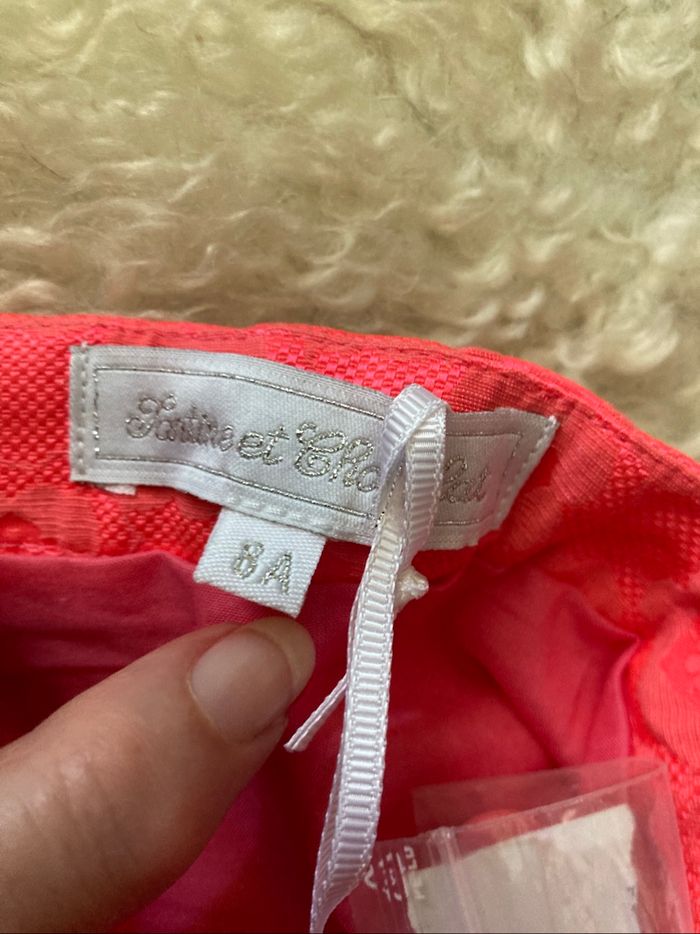 Tartine et Cho lat
8A